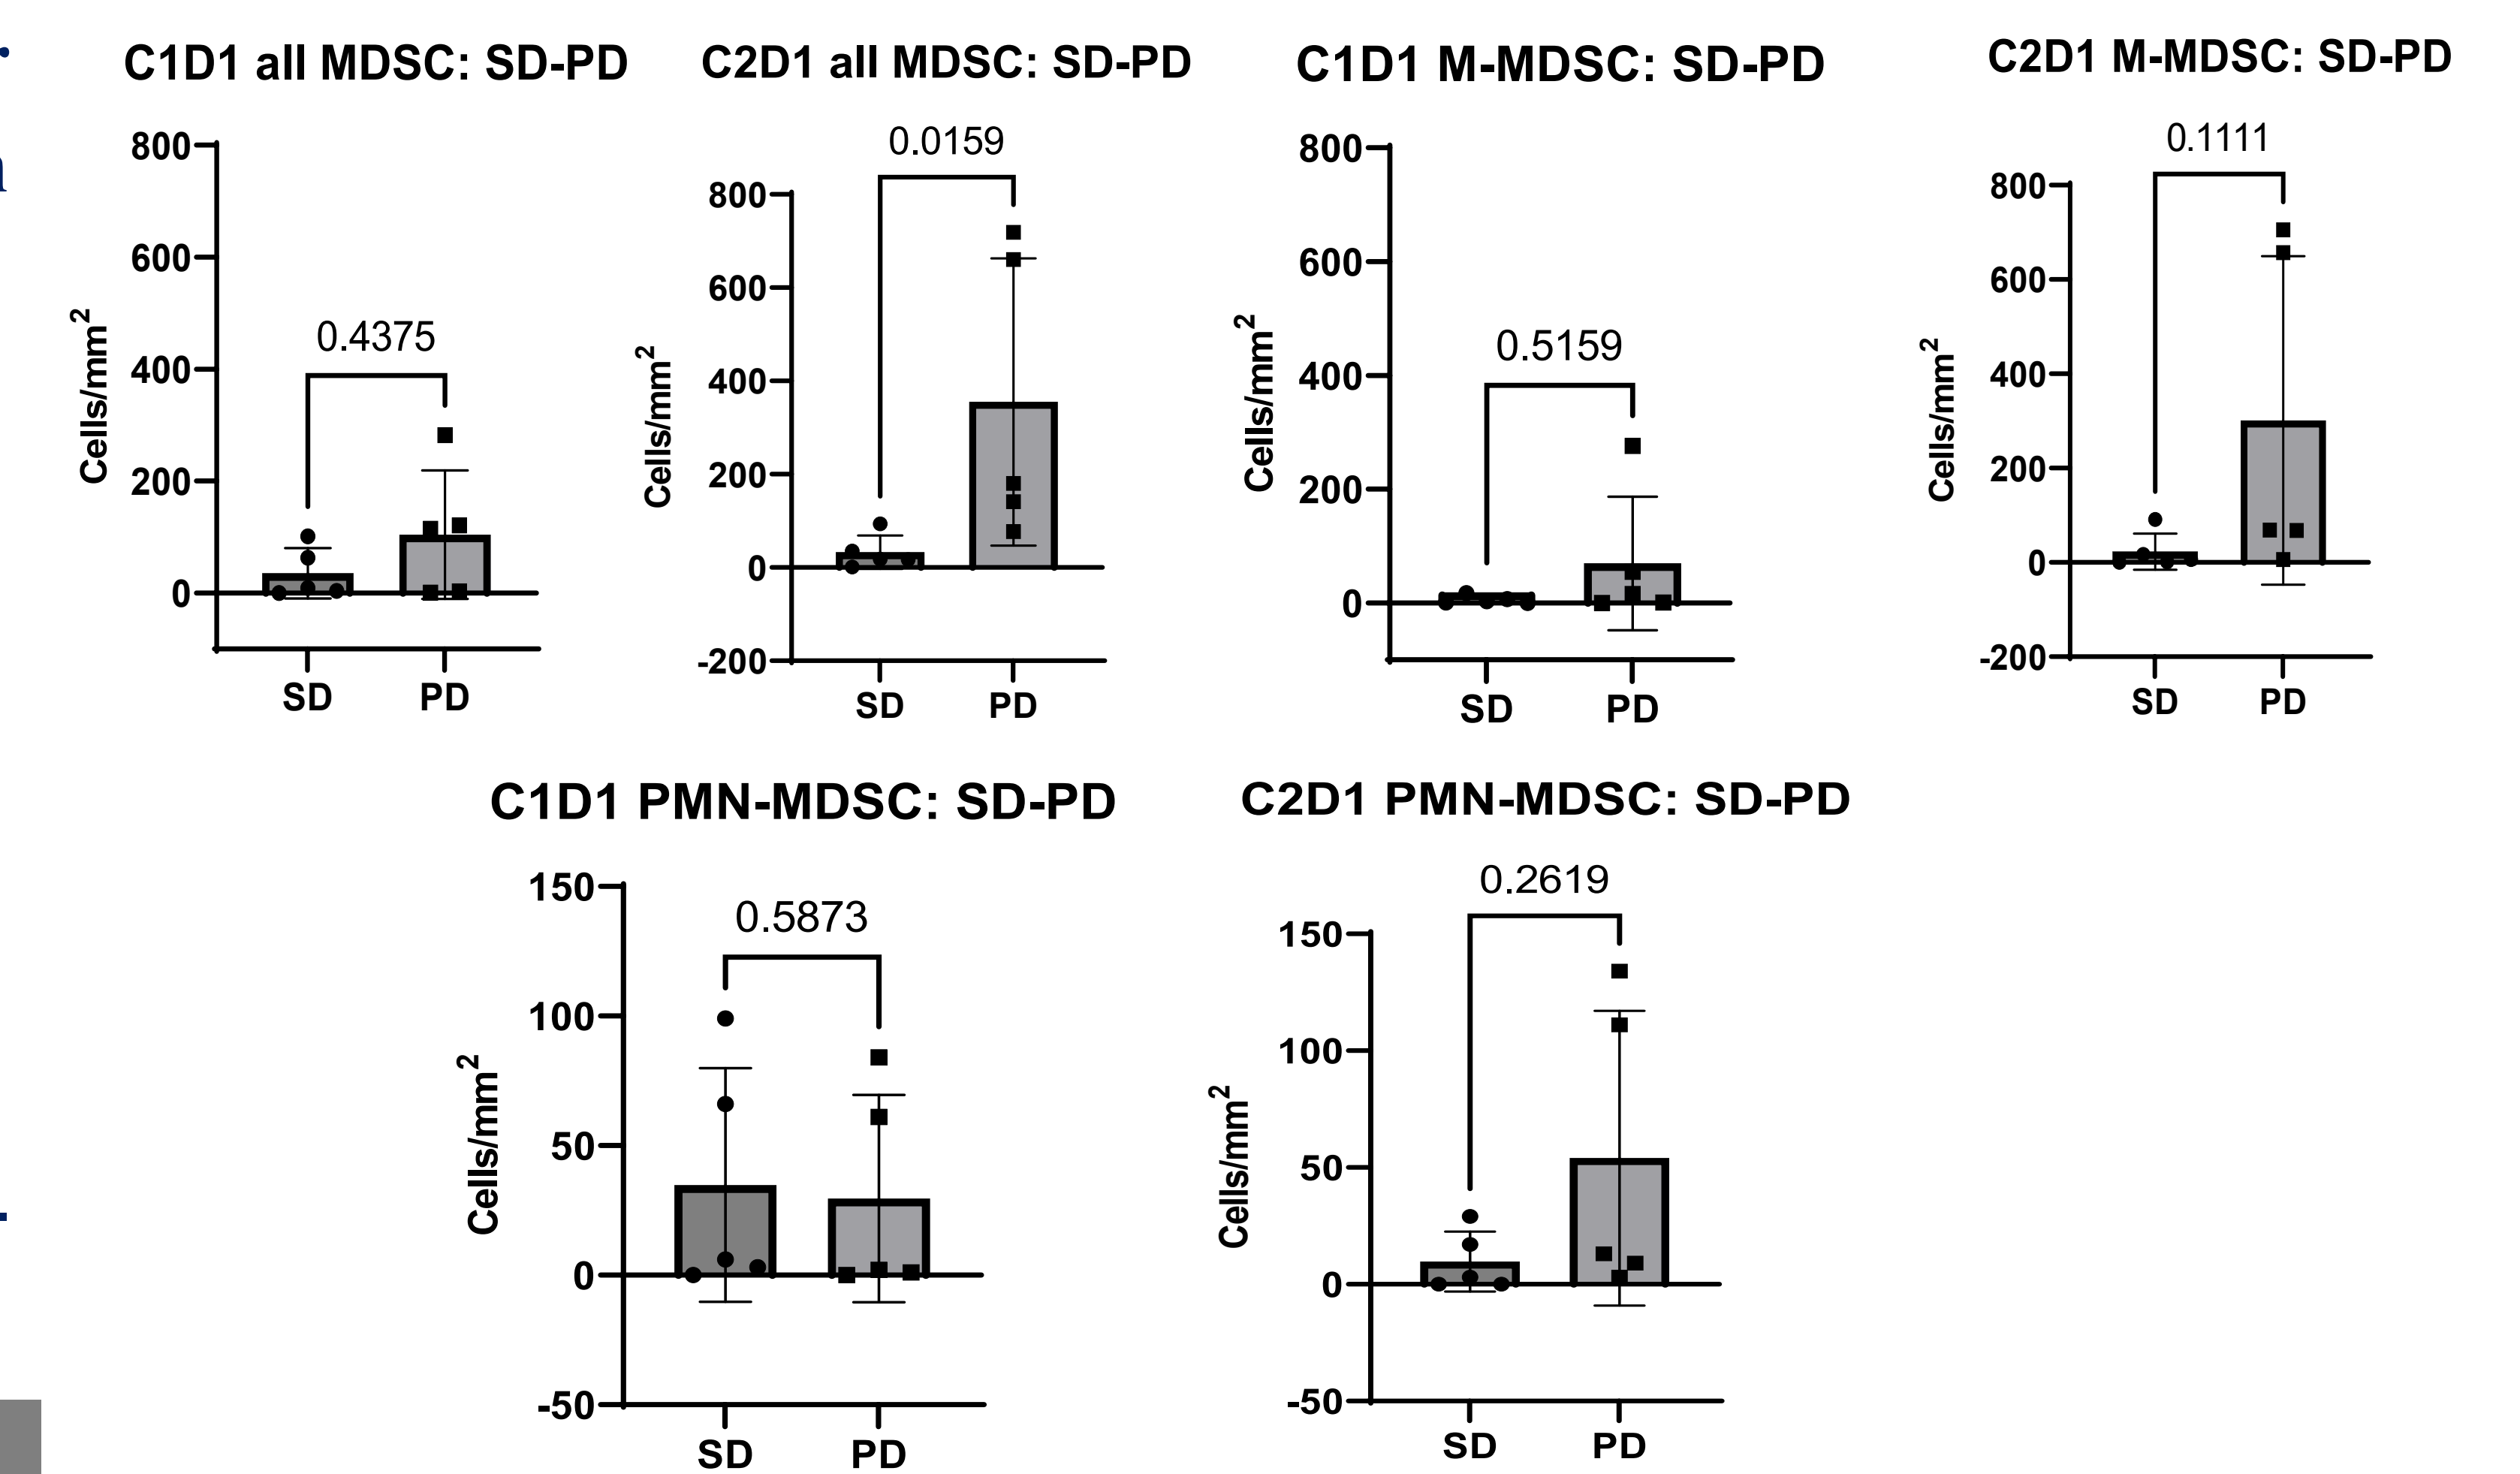 C1D1 all MDSC: SD-PD
0.4375
800
600
400
200
0
Cells/mm²
SD PD
C2D1 all MDSC: SD-PD
0.0159
800
600
400
200
0
-200
Cells/mm²
SD PD
C1D1 M-MDSC: SD-PD
0.5159
800
600
400
200
0
Cells/mm²
SD PD
C2D1 M-MDSC: SD-PD
0.1111
800
600
400
200
0
-200
Cells/mm²
SD PD
C1D1 PMN-MDSC: SD-PD
0.5873
150
100
50
0
-50
Cells/mm²
SD PD
C2D1 PMN-MDSC: SD-PD
0.2619
150
100
50
0
-50
Cells/mm²
SD PD